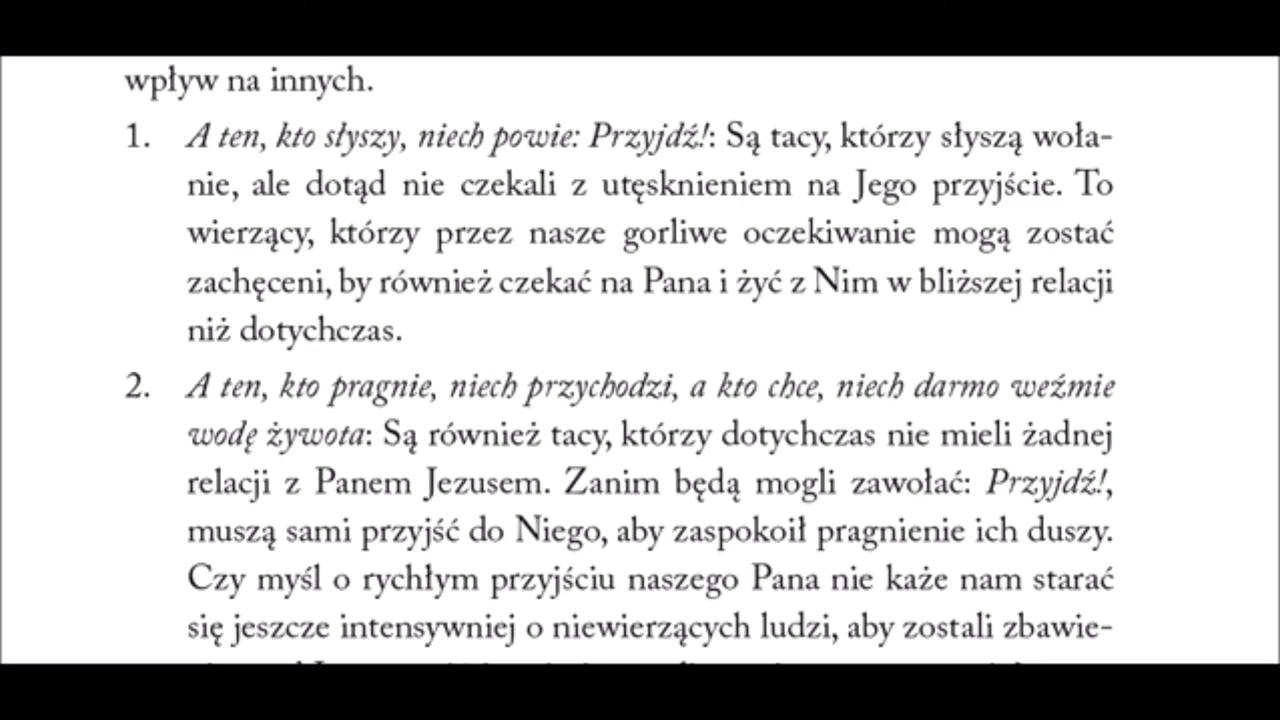 wpływ na innych.
1. A ten, kto słyszy, niech powie: Przyjdź!: Są tacy, którzy słyszą woła-
nie, ale dotąd nie czekali z utęsknieniem na Jego przyjście. To
wierzący, którzy przez nasze gorliwe oczekiwanie mogą zostać
zachęceni, by również czekać na Pana i żyć z Nim w bliższej relacji
niż dotychczas.
2. A ten, kto pragnie, niech przychodzi, a kto chce, niech darmo weźmie
wodę żywota: Są również tacy, którzy dotychczas nie mieli żadnej
relacji z Panem Jezusem. Zanim będą mogli zawołać: Przyjdź!,
muszą sami przyjść do Niego, aby zaspokoił pragnienie ich duszy.
Czy myśl o rychłym przyjściu naszego Pana nie każe nam starać
się jeszcze intensywniej o niewierzących ludzi, aby zostali zbawie-